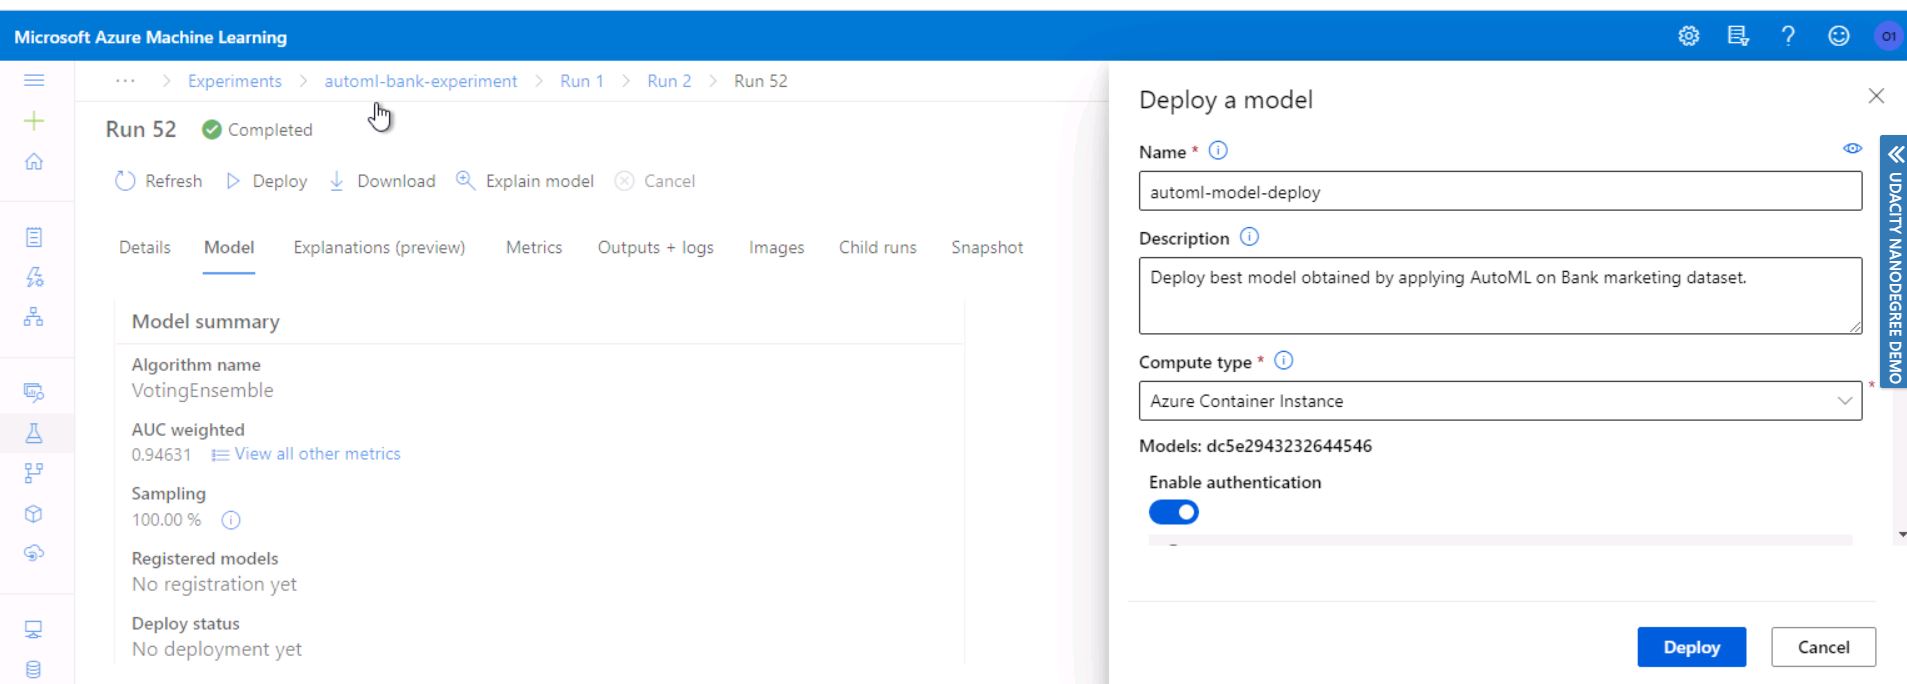 Microsoft Azure Machine Learning
O1
··· > Experiments > automl-bank-experiment > Run 1 > Run 2 > Run 52
Run 52 Completed
Refresh Deploy Download Explain model Cancel
Details Model Explanations (preview) Metrics Outputs + logs Images Child runs Snapshot
Model summary
Algorithm name
VotingEnsemble
AUC weighted
0.94631 View all other metrics
Sampling
100.00 %
Registered models
No registration yet
Deploy status
No deployment yet
Deploy a model
Name *
automl-model-deploy
Description
Deploy best model obtained by applying AutoML on Bank marketing dataset.
Compute type *
Azure Container Instance
*
Models: dc5e2943232644546
Enable authentication
Deploy Cancel
UDACITY NANODEGREE DEMO